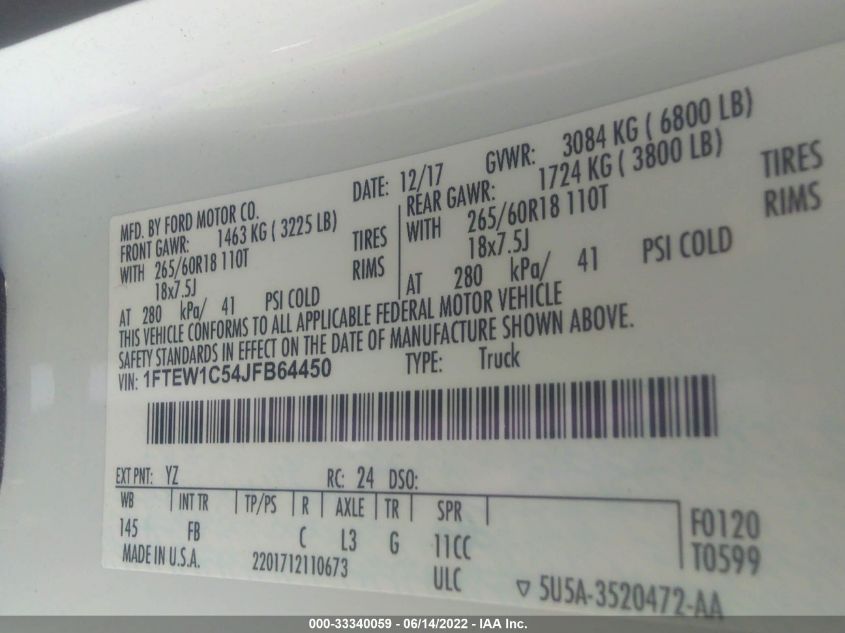 MFD. BY FORD MOTOR CO. DATE: 12/17 GVWR: 3084 KG ( 6800 LB)
FRONT GAWR: 1463 KG ( 3225 LB) REAR GAWR: 1724 KG ( 3800 LB)
WITH 265/60R18 110T TIRES WITH 265/60R18 110T TIRES
18x7.5J RIMS 18x7.5J RIMS
AT 280 kPa/ 41 PSI COLD AT 280 kPa/ 41 PSI COLD
THIS VEHICLE CONFORMS TO ALL APPLICABLE FEDERAL MOTOR VEHICLE
SAFETY STANDARDS IN EFFECT ON THE DATE OF MANUFACTURE SHOWN ABOVE.
VIN: 1FTEW1C54JFB64450 TYPE: Truck
EXT PNT: YZ RC: 24 DSO:
WB INT TR TP/PS R AXLE TR SPR
145 FB C L3 G 11CC F0120
MADE IN U.S.A. 2201712110673 ULC T0599
▽ 5U5A-3520472-AA
000-33340059 - 06/14/2022 - IAA Inc.